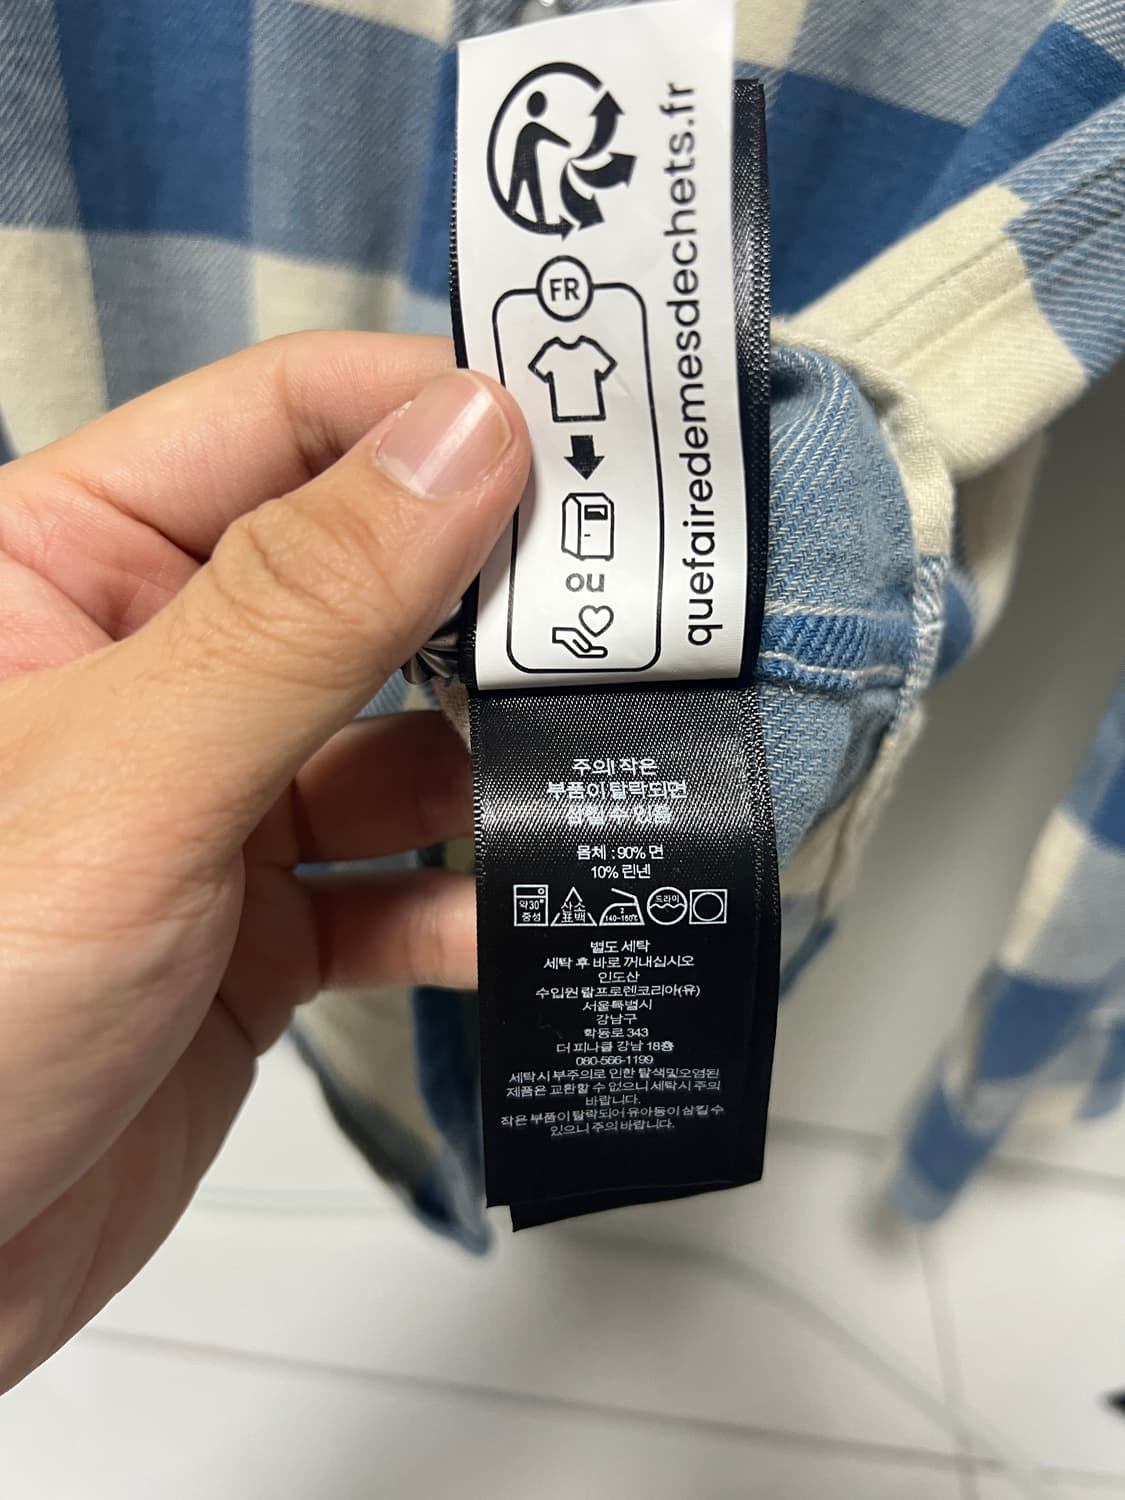 quefairedemesdechets.fr
FR
ou
주의! 작은
부품이 탈락되면
삼킬 수 있음
몸체 : 90% 면
10% 린넨
약30°
중성
산소
표백
2
140~160℃
드라이
별도 세탁
세탁 후 바로 꺼내십시오
인도산
수입원 랄프로렌코리아(유)
서울특별시
강남구
학동로 343
더 피나클 강남 18층
080-566-1199
세탁시 부주의로 인한 탈색및오염된
제품은 교환할 수 없으니 세탁시 주의
바랍니다.
작은 부품이 탈락되어 유아등이 삼킬 수
있으니 주의 바랍니다.